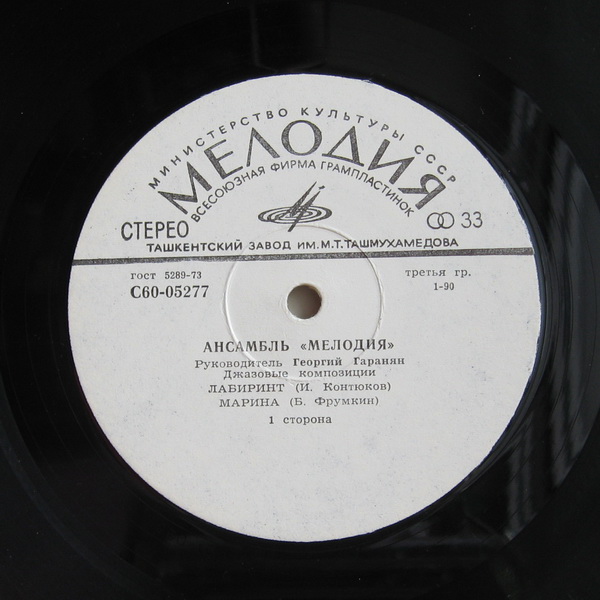 МИНИСТЕРСТВО КУЛЬТУРЫ СССР
МЕЛОДИЯ
ВСЕСОЮЗНАЯ ФИРМА ГРАМПЛАСТИНОК
СТЕРЕО
33
ТАШКЕНТСКИЙ ЗАВОД ИМ. М.Т.ТАШМУХАМЕДОВА
гост 5289-73
третья гр.
С60-05277
1-90
АНСАМБЛЬ «МЕЛОДИЯ»
Руководитель Георгий Гаранян
Джазовые композиции
ЛАБИРИНТ (И. Контюков)
МАРИНА (Б. Фрумкин)
1 сторона